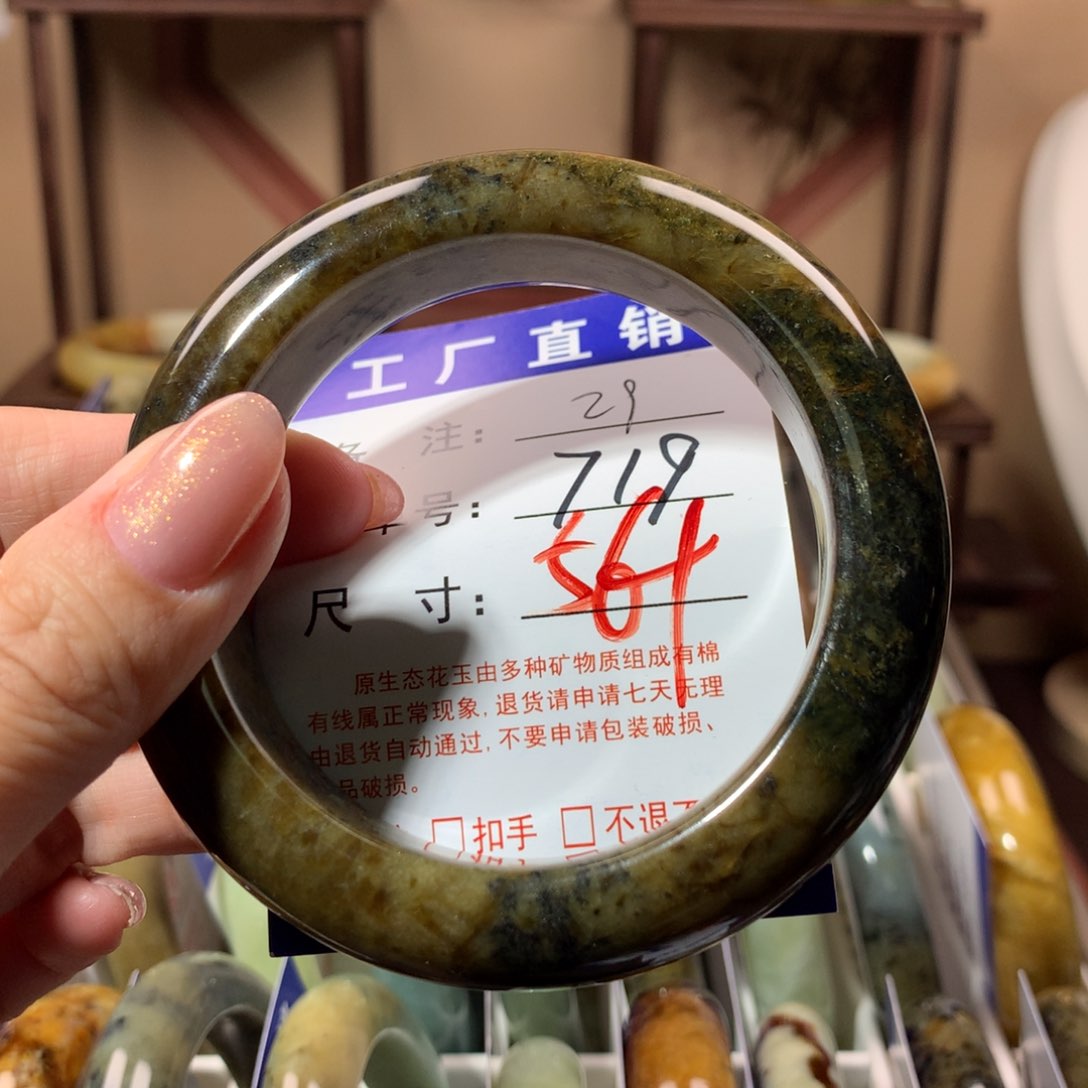 工厂直销
注: 29
号: 719
尺 寸: 561
原生态花玉由多种矿物质组成有棉
有线属正常现象,退货请申请七天无理
由退货自动通过,不要申请包装破损、
品破损。
□扣手 □不退